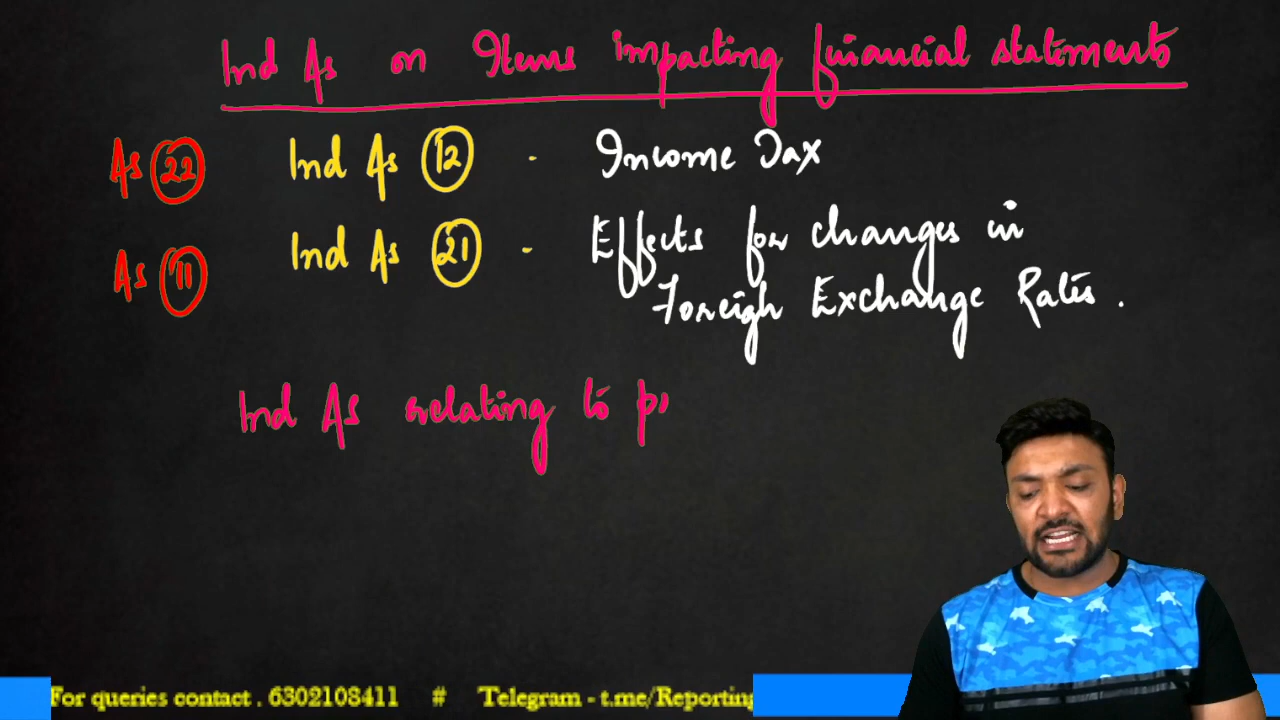 Ind As on Items impacting financial statements
As 22 Ind As 12 - Income Tax
As 11 Ind As 21 - Effects for changes in
Foreign Exchange Rates.
Ind As relating to
For queries contact . 6302108411 # Telegram - t.me/Reporting